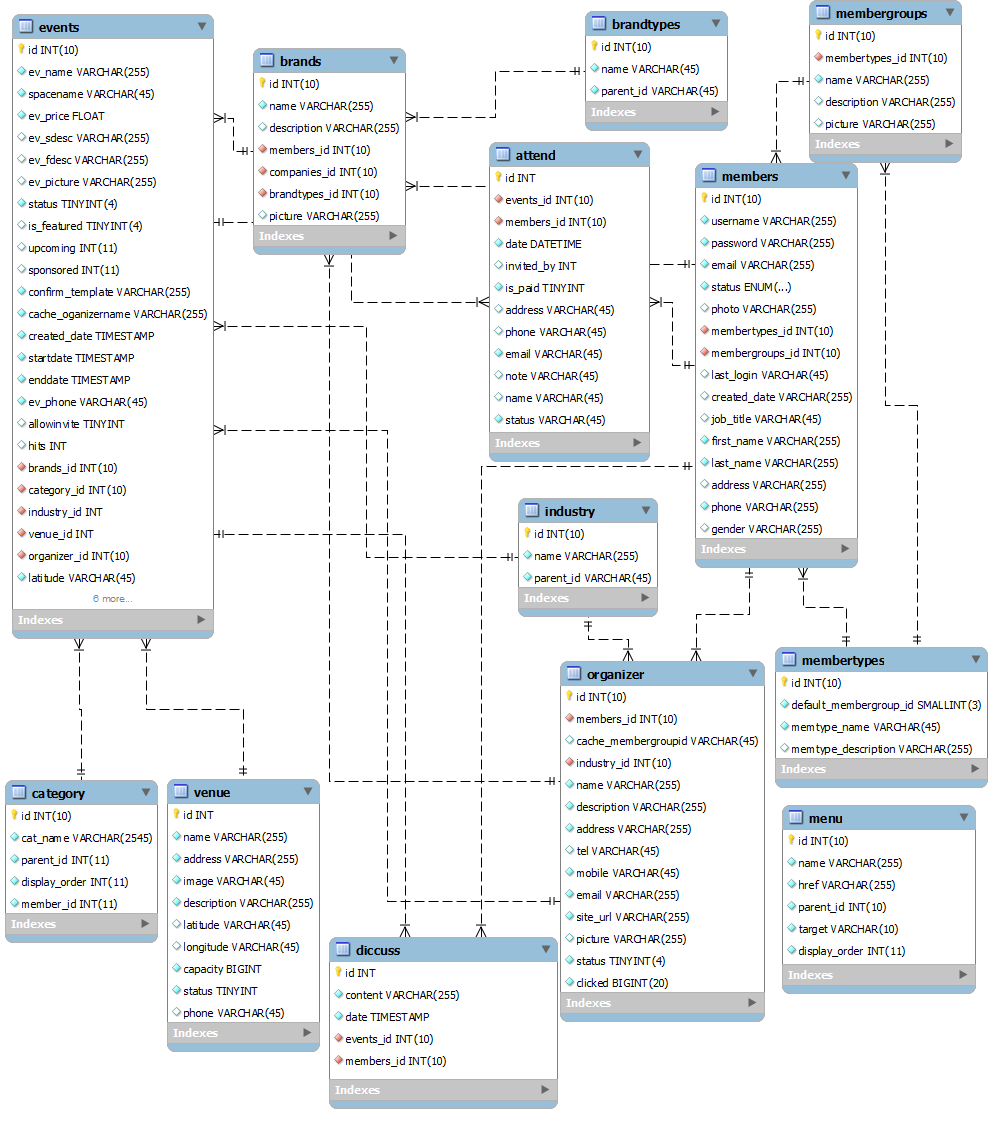 events
id INT(10)
ev_name VARCHAR(255)
spacename VARCHAR(45)
ev_price FLOAT
ev_sdesc VARCHAR(255)
ev_fdesc VARCHAR(255)
ev_picture VARCHAR(255)
status TINYINT(4)
is_featured TINYINT(4)
upcoming INT(11)
sponsored INT(11)
confirm_template VARCHAR(255)
cache_oganizername VARCHAR(255)
created_date TIMESTAMP
startdate TIMESTAMP
enddate TIMESTAMP
ev_phone VARCHAR(45)
allowinvite TINYINT
hits INT
brands_id INT(10)
category_id INT(10)
industry_id INT
venue_id INT
organizer_id INT(10)
latitude VARCHAR(45)
6 more...
Indexes
brands
id INT(10)
name VARCHAR(255)
description VARCHAR(255)
members_id INT(10)
companies_id INT(10)
brandtypes_id INT(10)
picture VARCHAR(255)
Indexes
brandtypes
id INT(10)
name VARCHAR(45)
parent_id VARCHAR(45)
Indexes
membergroups
id INT(10)
membertypes_id INT(10)
name VARCHAR(255)
description VARCHAR(255)
picture VARCHAR(255)
Indexes
attend
id INT
events_id INT(10)
members_id INT(10)
date DATETIME
invited_by INT
is_paid TINYINT
address VARCHAR(45)
phone VARCHAR(45)
email VARCHAR(45)
note VARCHAR(45)
name VARCHAR(45)
status VARCHAR(45)
Indexes
members
id INT(10)
username VARCHAR(255)
password VARCHAR(255)
email VARCHAR(255)
status ENUM(...)
photo VARCHAR(255)
membertypes_id INT(10)
membergroups_id INT(10)
last_login VARCHAR(45)
created_date VARCHAR(255)
job_title VARCHAR(45)
first_name VARCHAR(255)
last_name VARCHAR(255)
address VARCHAR(255)
phone VARCHAR(255)
gender VARCHAR(255)
Indexes
industry
id INT(10)
name VARCHAR(255)
parent_id VARCHAR(45)
Indexes
organizer
id INT(10)
members_id INT(10)
cache_membergroupid VARCHAR(45)
industry_id INT(10)
name VARCHAR(255)
description VARCHAR(255)
address VARCHAR(255)
tel VARCHAR(45)
mobile VARCHAR(45)
email VARCHAR(255)
site_url VARCHAR(255)
picture VARCHAR(255)
status TINYINT(4)
clicked BIGINT(20)
Indexes
membertypes
id INT(10)
default_membergroup_id SMALLINT(3)
memtype_name VARCHAR(45)
memtype_description VARCHAR(255)
Indexes
category
id INT(10)
cat_name VARCHAR(2545)
parent_id INT(11)
display_order INT(11)
member_id INT(11)
Indexes
venue
id INT
name VARCHAR(255)
address VARCHAR(255)
image VARCHAR(45)
description VARCHAR(255)
latitude VARCHAR(45)
longitude VARCHAR(45)
capacity BIGINT
status TINYINT
phone VARCHAR(45)
Indexes
menu
id INT(10)
name VARCHAR(255)
href VARCHAR(255)
parent_id INT(10)
target VARCHAR(10)
display_order INT(11)
Indexes
diccuss
id INT
content VARCHAR(255)
date TIMESTAMP
events_id INT(10)
members_id INT(10)
Indexes